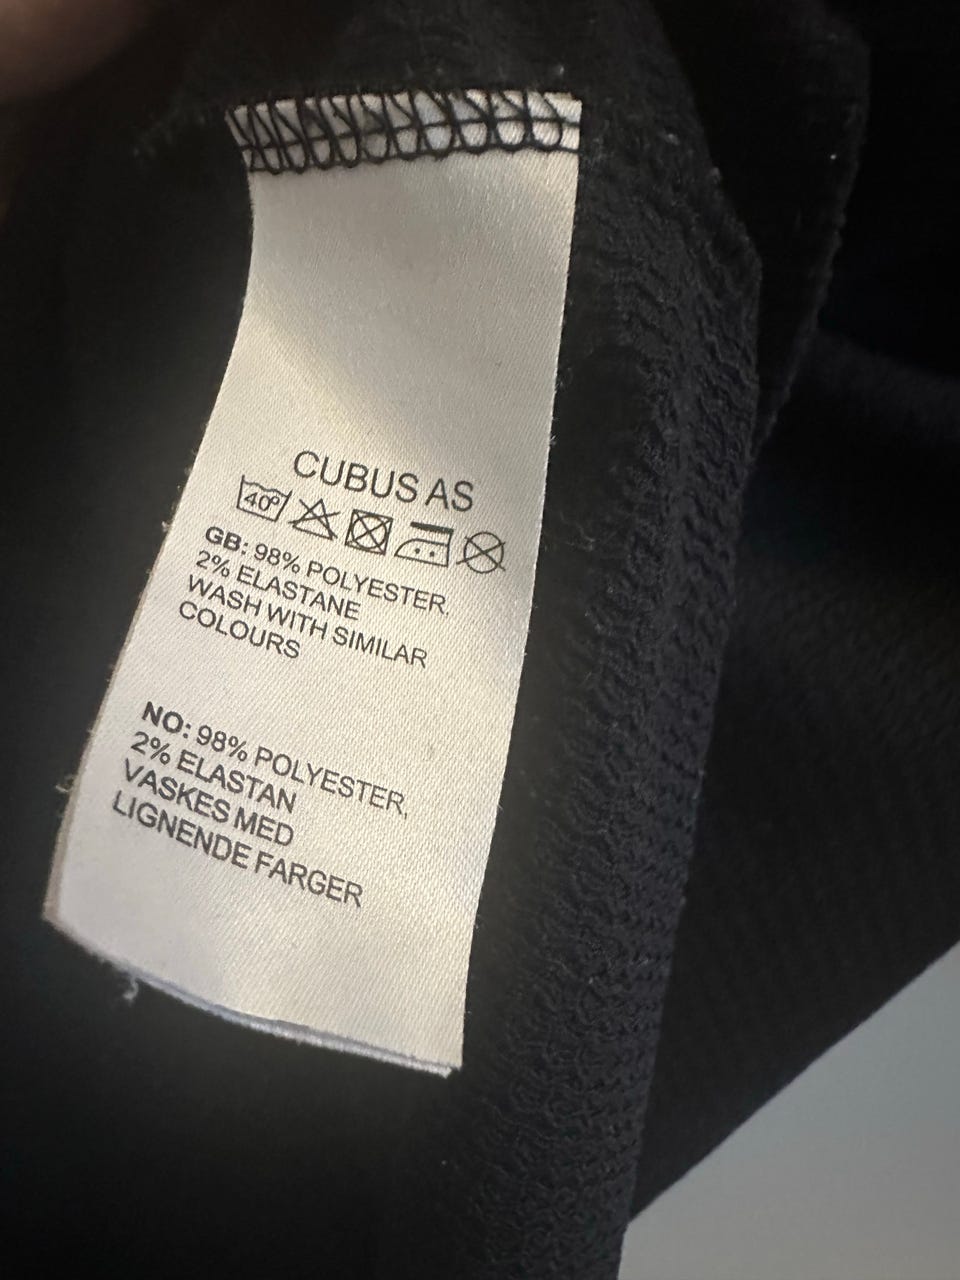 CUBUS AS
40°
GB: 98% POLYESTER,
2% ELASTANE
WASH WITH SIMILAR
COLOURS
NO: 98% POLYESTER,
2% ELASTAN
VASKES MED
LIGNENDE FARGER